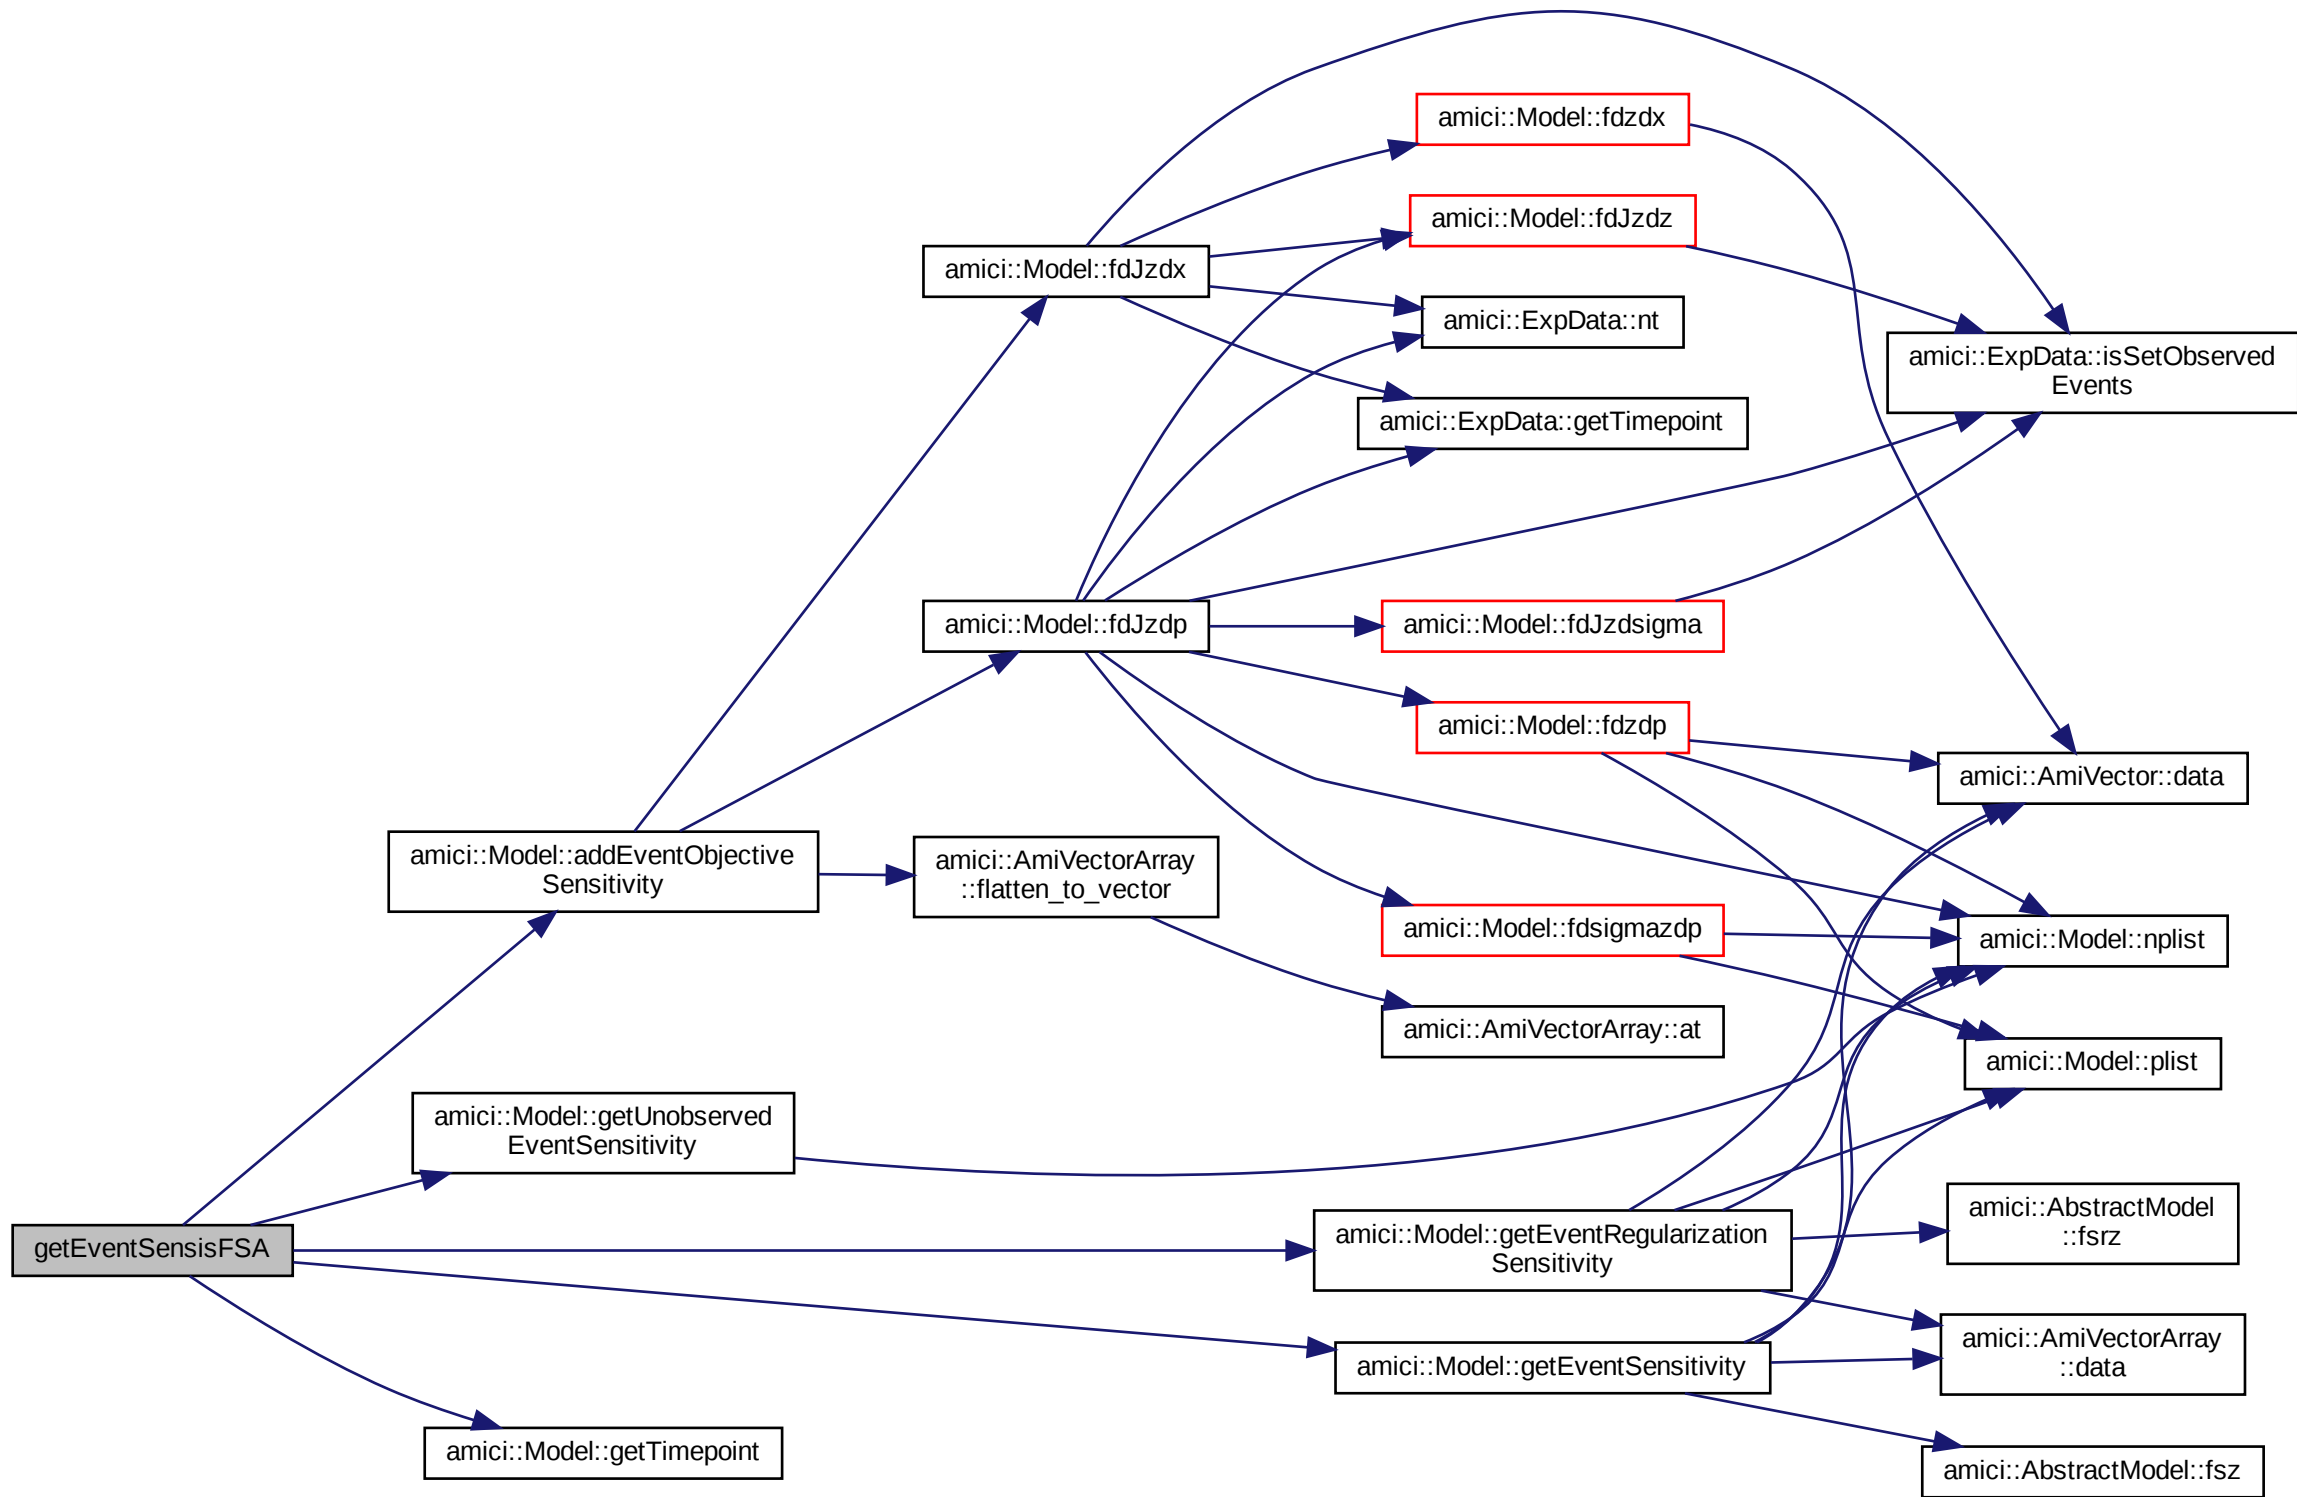 getEventSensisFSA
amici::Model::addEventObjective
Sensitivity
amici::Model::getUnobserved
EventSensitivity
amici::Model::getTimepoint
amici::Model::fdJzdx
amici::Model::fdJzdp
amici::AmiVectorArray
::flatten_to_vector
amici::Model::fdzdx
amici::Model::fdJzdz
amici::ExpData::nt
amici::ExpData::getTimepoint
amici::Model::fdJzdsigma
amici::Model::fdzdp
amici::Model::fdsigmazdp
amici::AmiVectorArray::at
amici::Model::getEventRegularization
Sensitivity
amici::Model::getEventSensitivity
amici::ExpData::isSetObserved
Events
amici::AmiVector::data
amici::Model::nplist
amici::Model::plist
amici::AbstractModel
::fsrz
amici::AmiVectorArray
::data
amici::AbstractModel::fsz